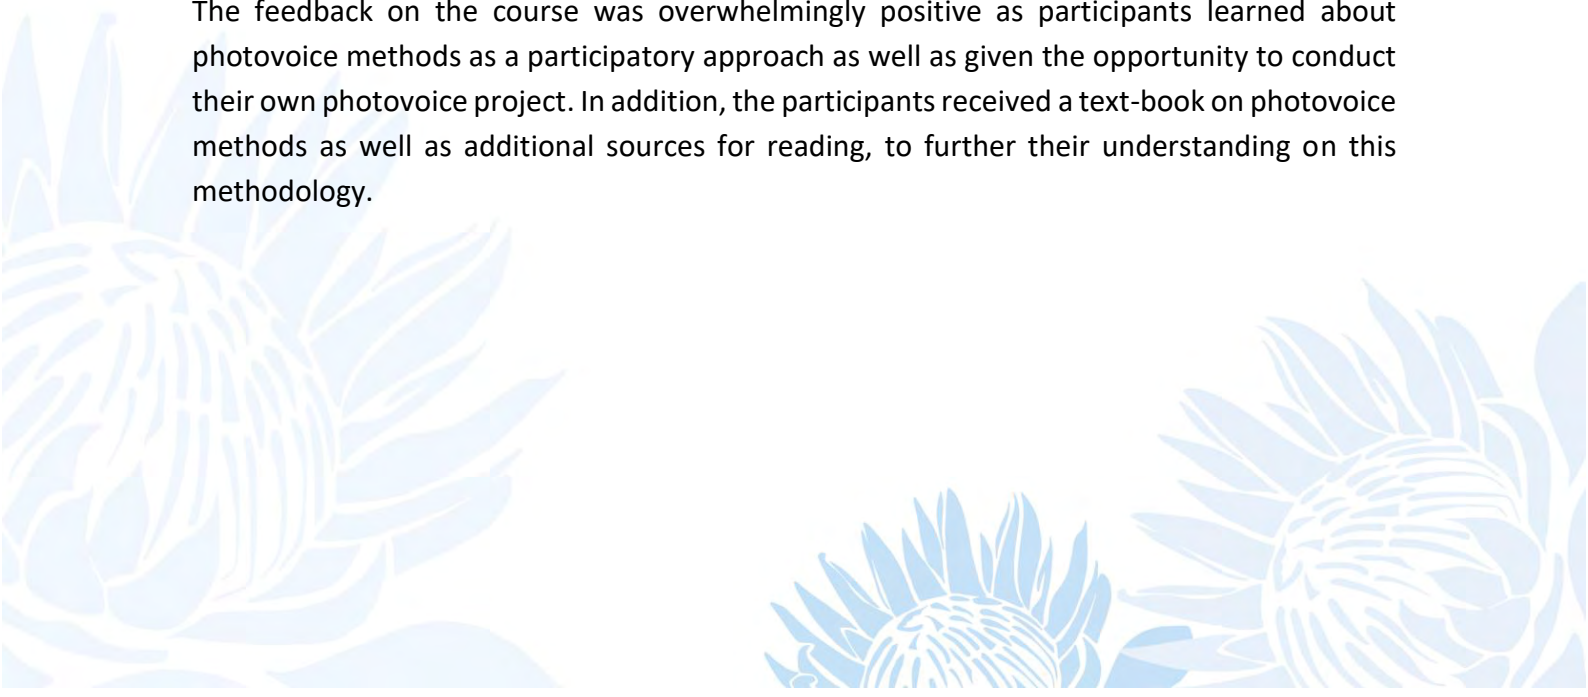 The feedback on the course was overwhelmingly positive as participants learned about
photovoice methods as a participatory approach as well as given the opportunity to conduct
their own photovoice project. In addition, the participants received a text-book on photovoice
methods as well as additional sources for reading, to further their understanding on this
methodology.